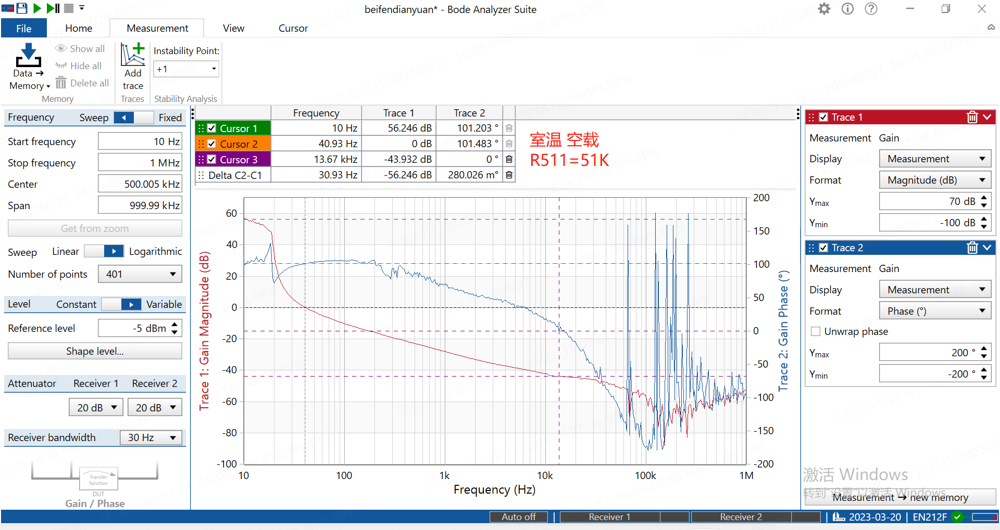 beifendianyuan* - Bode Analyzer Suite
File
Home
Measurement
View
Cursor
Data →
Memory
Show all
Hide all
Delete all
Memory
Add
trace
Traces
Instability Point:
+1
Stability Analysis
Frequency Sweep Fixed
Start frequency 10 Hz
Stop frequency 1 MHz
Center 500.005 kHz
Span 999.99 kHz
Get from zoom
Sweep Linear Logarithmic
Number of points 401
Level Constant Variable
Reference level -5 dBm
Shape level...
Attenuator Receiver 1 Receiver 2
20 dB 20 dB
Receiver bandwidth 30 Hz
Transfer
function
DUT
Gain / Phase
Frequency Trace 1 Trace 2
Cursor 1 10 Hz 56.246 dB 101.203 °
Cursor 2 40.93 Hz 0 dB 101.483 °
Cursor 3 13.67 kHz -43.932 dB 0 °
Delta C2-C1 30.93 Hz -56.246 dB 280.026 m°
室温 空载
R511=51K
Trace 1: Gain Magnitude (dB)
60
40
20
0
-20
-40
-60
-80
-100
10 100 1k 10k 100k 1M
Frequency (Hz)
200
150
100
50
0
-50
-100
-150
-200
Trace 2: Gain Phase (°)
Trace 1
Measurement Gain
Display Measurement
Format Magnitude (dB)
Ymax 70 dB
Ymin -100 dB
Trace 2
Measurement Gain
Display Measurement
Format Phase (°)
Unwrap phase
Ymax 200 °
Ymin -200 °
激活 Windows
转到"设置"以激活 Windows。
Measurement → new memory
Auto off
Receiver 1
Receiver 2
2023-03-20
EN212F